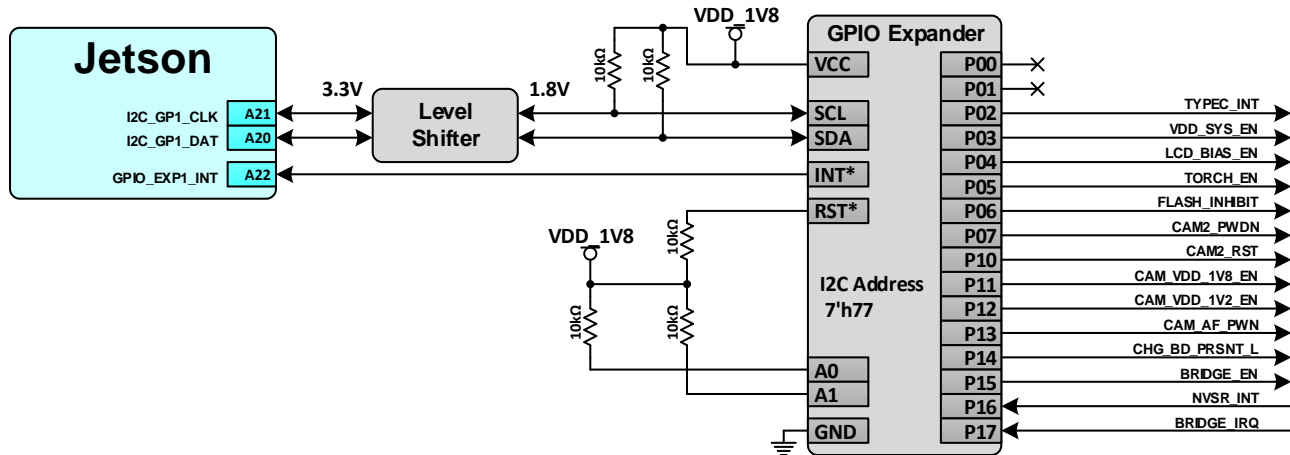 Jetson
I2C_GP1_CLK A21
I2C_GP1_DAT A20
GPIO_EXP1_INT A22
3.3V
Level
Shifter
1.8V
10kΩ
10kΩ
VDD_1V8
VDD_1V8
10kΩ
10kΩ
10kΩ
GPIO Expander
VCC
SCL
SDA
INT*
RST*
I2C Address
7'h77
A0
A1
GND
P00
P01
P02 TYPEC_INT
P03 VDD_SYS_EN
P04 LCD_BIAS_EN
P05 TORCH_EN
P06 FLASH_INHIBIT
P07 CAM2_PWDN
P10 CAM2_RST
P11 CAM_VDD_1V8_EN
P12 CAM_VDD_1V2_EN
P13 CAM_AF_PWN
P14 CHG_BD_PRSNT_L
P15 BRIDGE_EN
P16 NVSR_INT
P17 BRIDGE_IRQ